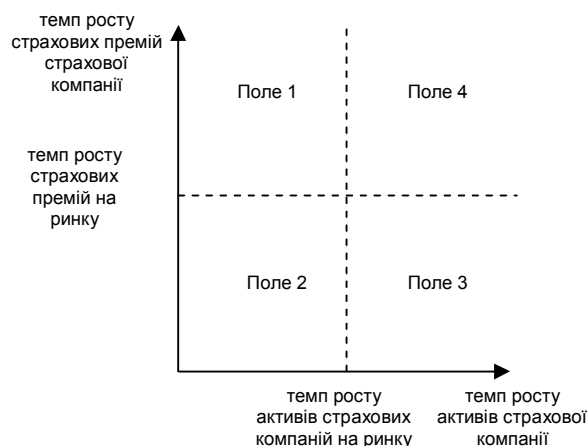 темп росту
страхових премій
страхової
компанії
Поле 1
Поле 4
темп росту
страхових
премій на
ринку
Поле 2
Поле 3
темп росту
активів страхових
компаній на ринку
темп росту
активів страхової
компанії